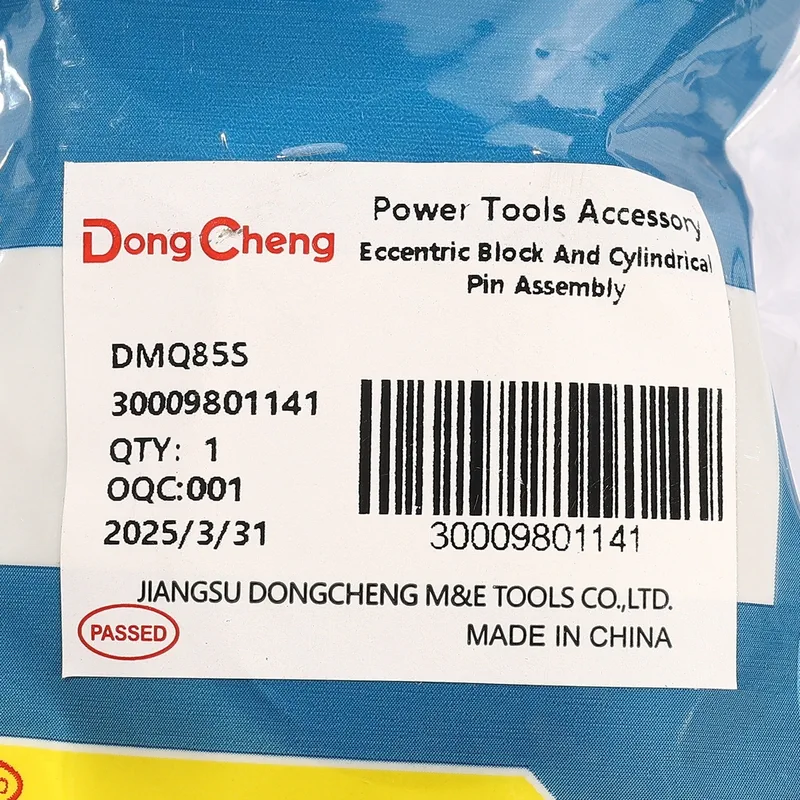 DongCheng
Power Tools Accessory
Eccentric Block And Cylindrical
Pin Assembly
DMQ85S
30009801141
QTY: 1
OQC:001
2025/3/31
30009801141
JIANGSU DONGCHENG M&E TOOLS CO.,LTD.
PASSED
MADE IN CHINA